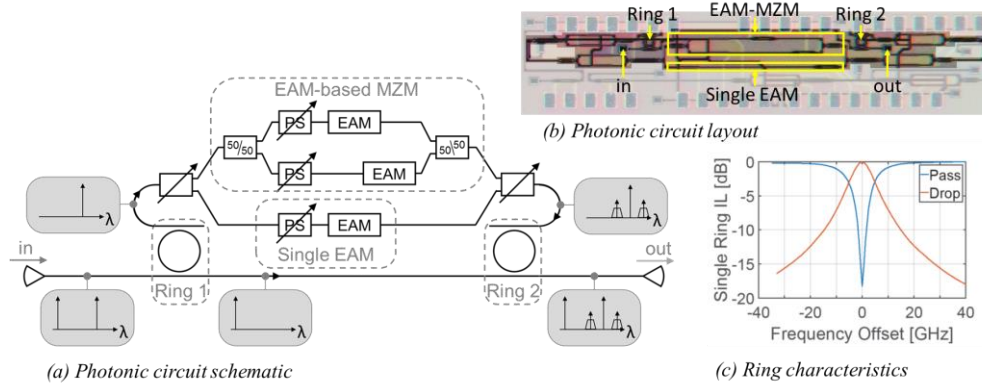 EAM-based MZM
PS
EAM
50/50
50\50
PS
EAM
λ
λ
PS
EAM
in
Single EAM
out
Ring 1
Ring 2
λ
λ
λ
(a) Photonic circuit schematic
Ring 1
EAM-MZM
Ring 2
in
Single EAM
out
(b) Photonic circuit layout
Single Ring IL [dB]
0
-5
-10
-15
-20
Pass
Drop
-40
-20
0
20
40
Frequency Offset [GHz]
(c) Ring characteristics